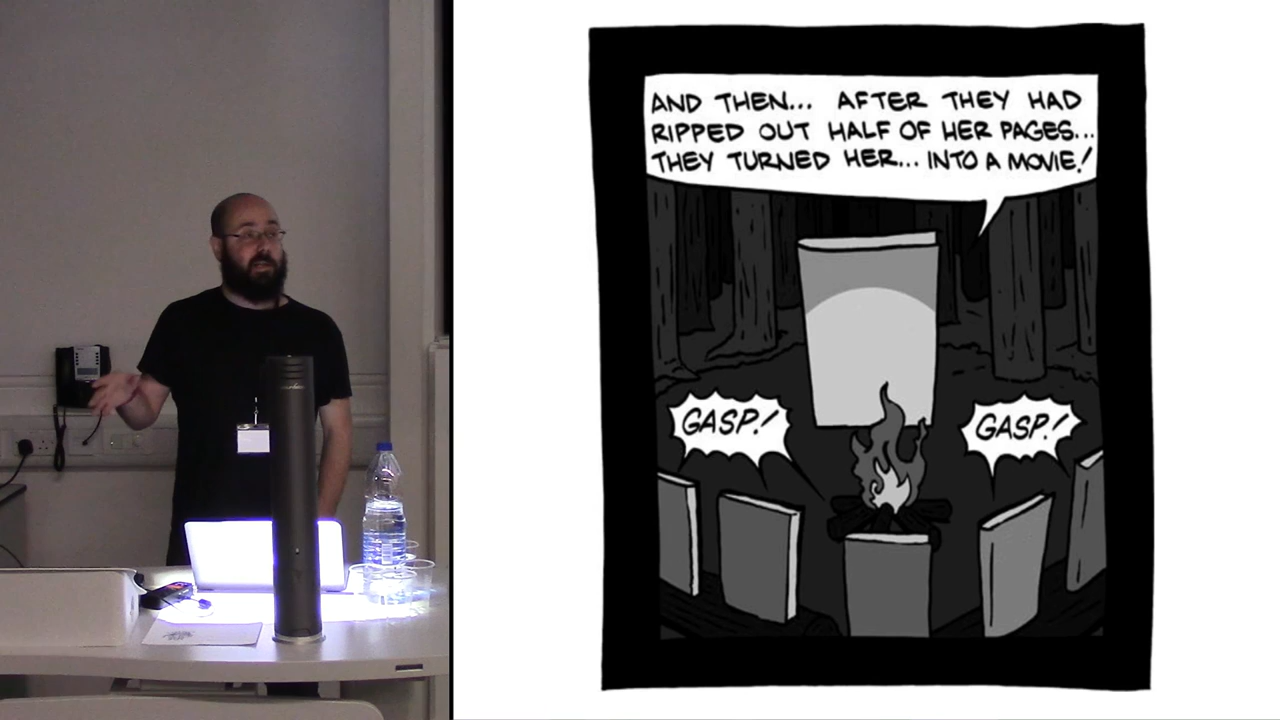 AND THEN... AFTER THEY HAD
RIPPED OUT HALF OF HER PAGES...
THEY TURNED HER... INTO A MOVIE!
GASP!
GASP!